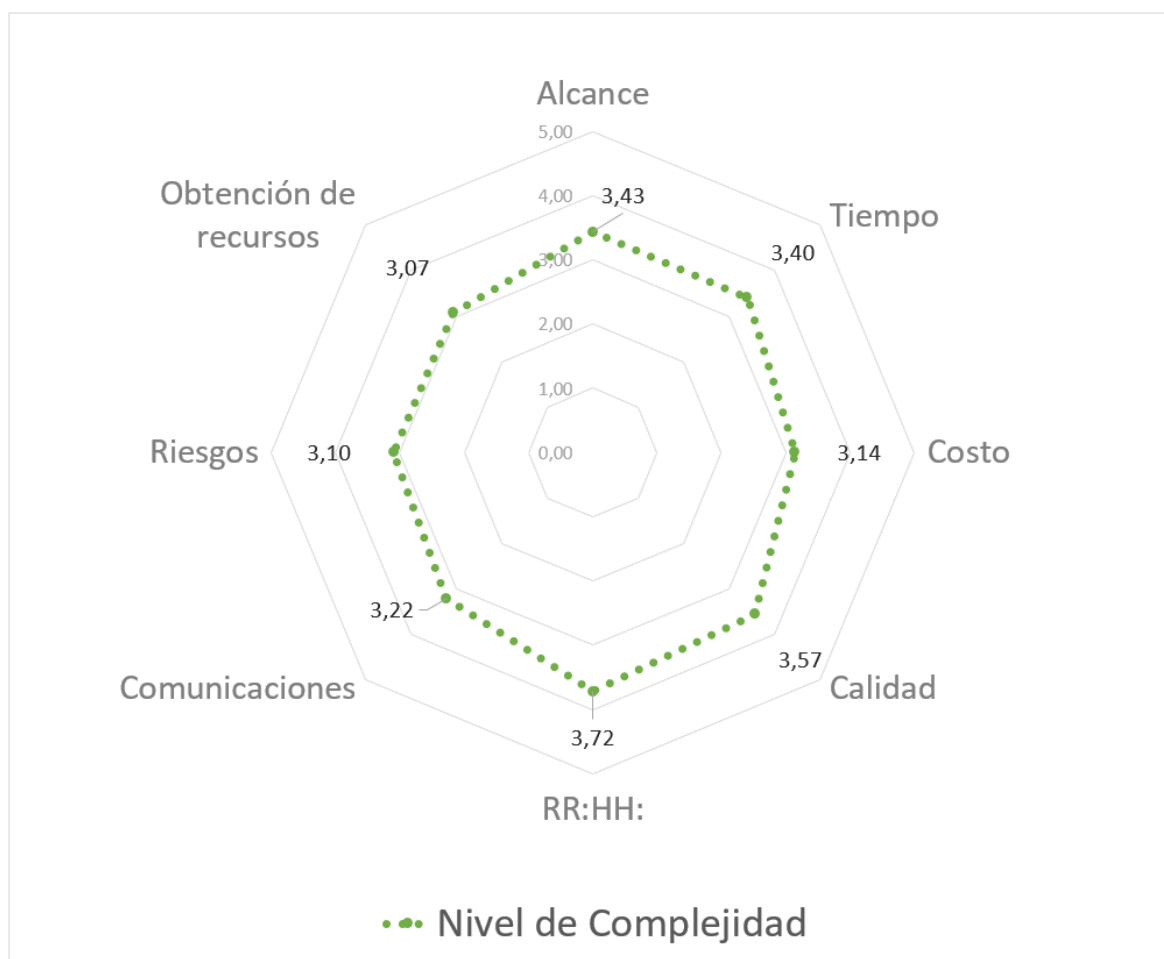 Alcance
5,00
Obtención de
recursos
4,00
3,43
Tiempo
3,07
3,00
3,40
2,00
1,00
Riesgos
3,10
0,00
3,14
Costo
3,22
Comunicaciones
3,57
Calidad
3,72
RR:HH:
Nivel de Complejidad